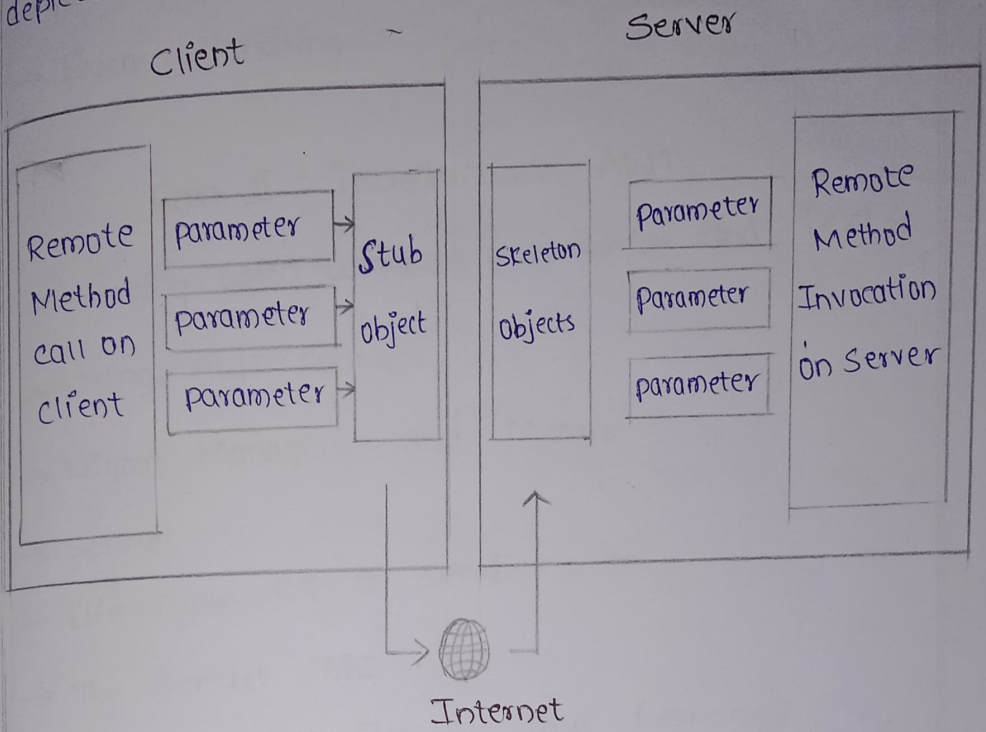 Client
Server
Remote
Method
call on
client
parameter
parameter
parameter
Stub
object
Skeleton
objects
Parameter
Parameter
parameter
Remote
Method
Invocation
on Server
Internet